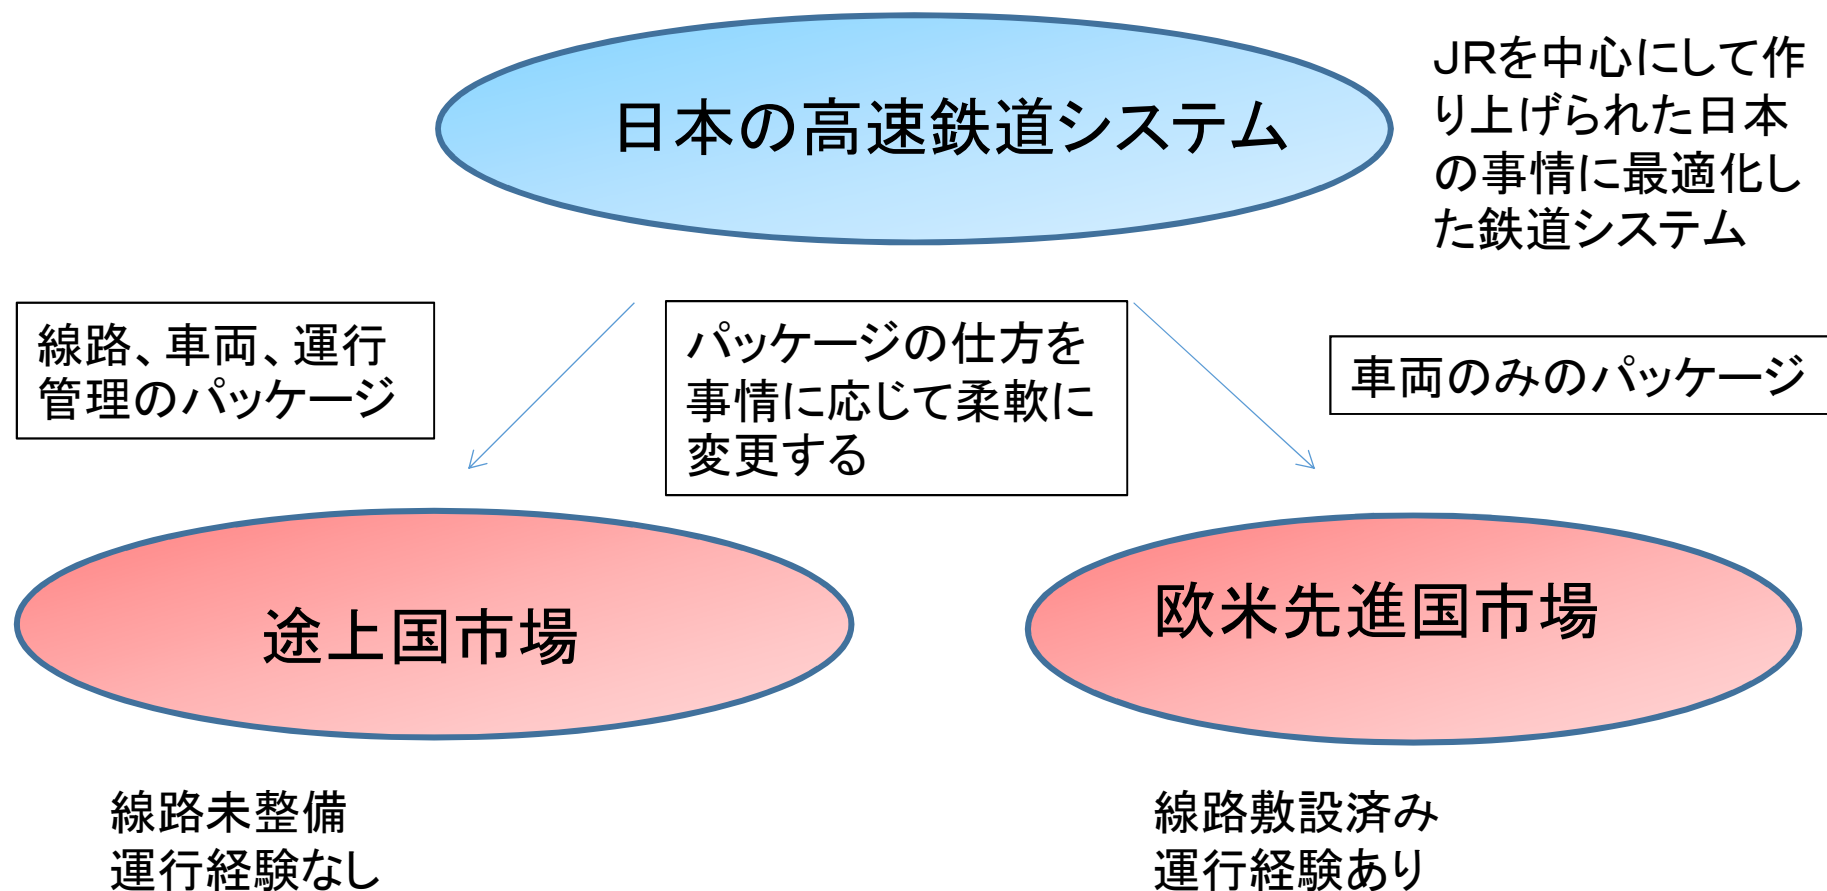 日本の高速鉄道システム
JRを中心にして作
り上げられた日本
の事情に最適化し
た鉄道システム
線路、車両、運行
管理のパッケージ
パッケージの仕方を
事情に応じて柔軟に
変更する
車両のみのパッケージ
途上国市場
欧米先進国市場
線路未整備
運行経験なし
線路敷設済み
運行経験あり